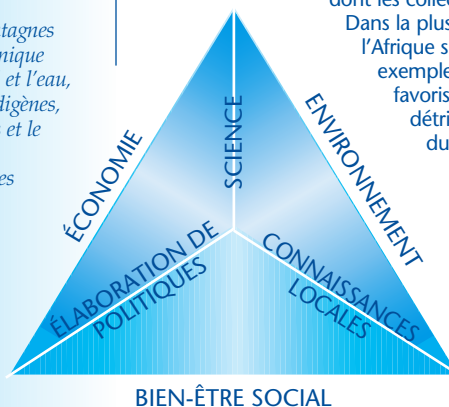 tagnes
nique
et l'eau,
digènes,
et le
es
dont les collec
Dans la plus
l'Afrique s
exemple
favoris
détri
du
ÉCONOMIE
SCIENCE
ENVIRONNEMENT
ÉLABORATION DE
POLITIQUES
CONNAISSANCES
LOCALES
BIEN-ÊTRE SOCIAL